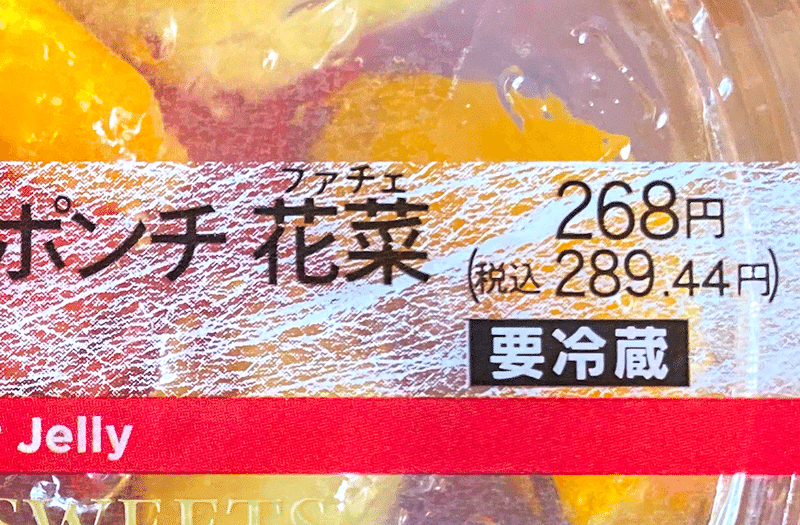 ファチェ
ポンチ 花菜
268円
(税込 289.44円)
要冷蔵
Jelly
SWEETS